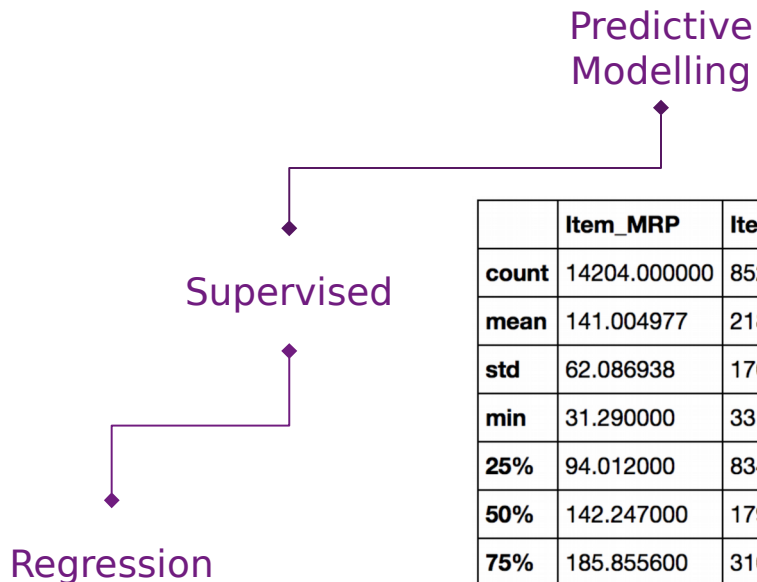 Predictive
Modelling
Supervised
Regression
Item_MRP
count 14204.000000
mean 141.004977
std 62.086938
min 31.290000
25% 94.012000
50% 142.247000
75% 185.855600